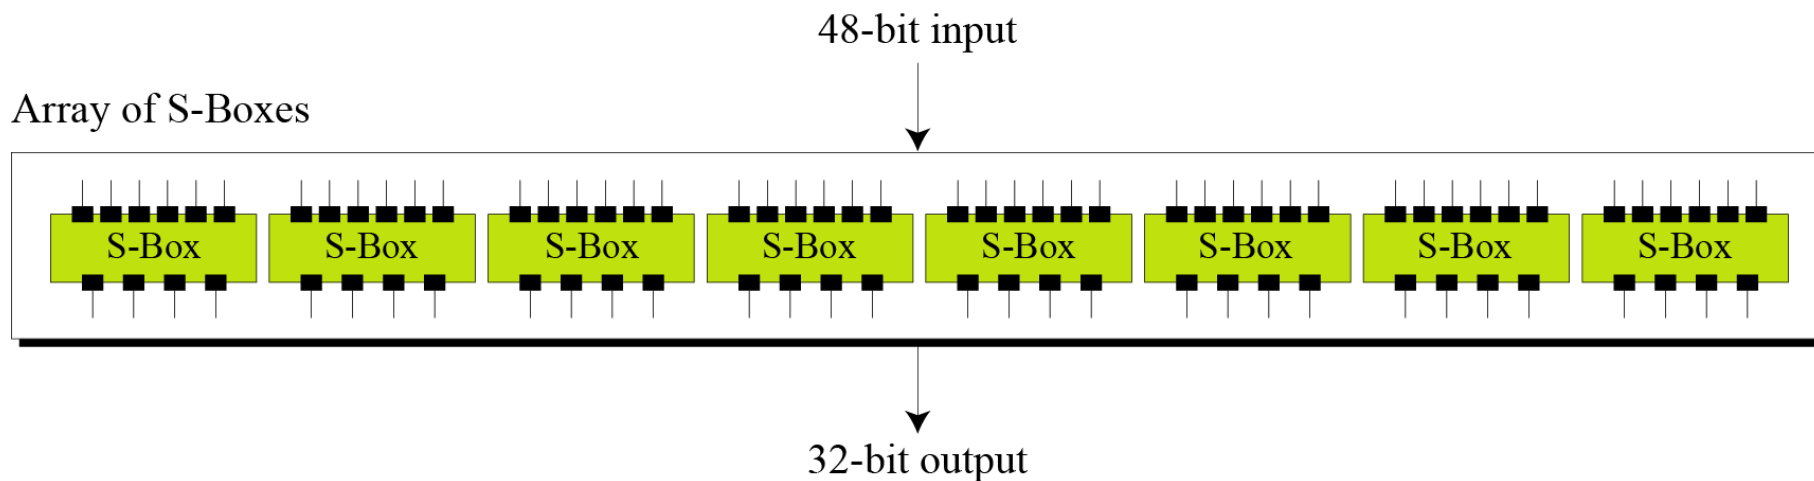 48-bit input
Array of S-Boxes
S-Box S-Box S-Box S-Box S-Box S-Box S-Box S-Box
32-bit output